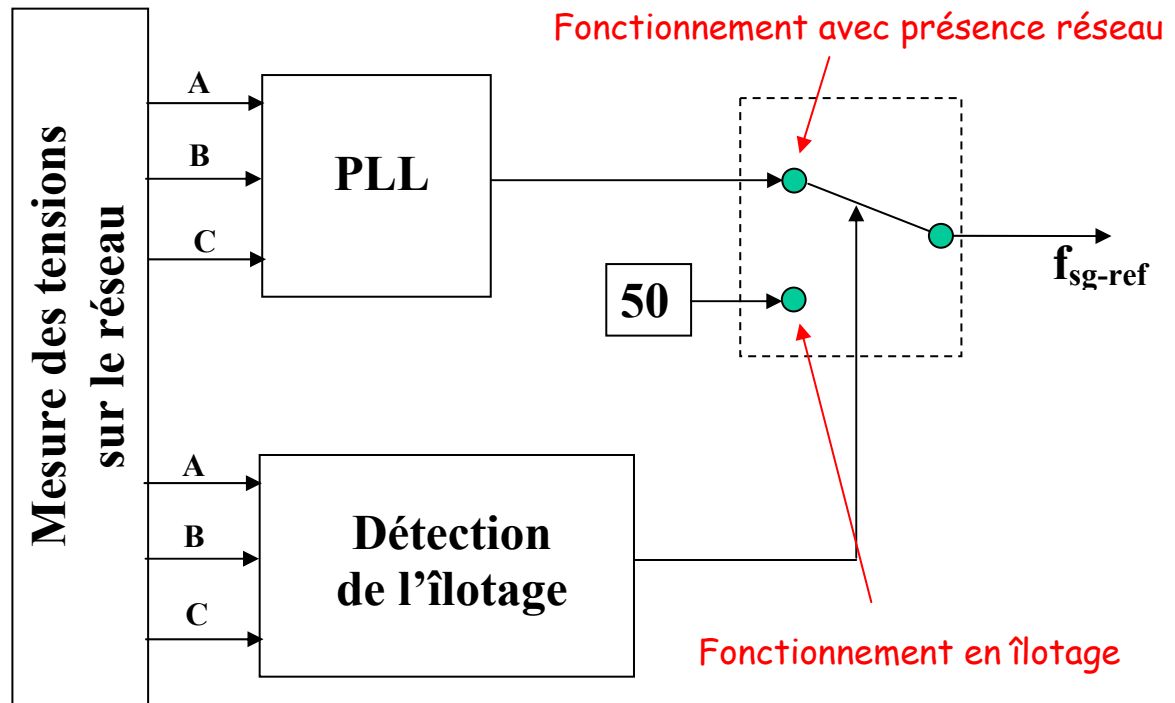 Fonctionnement avec présence réseau
Mesure des tensions
sur le réseau
A
B
C
PLL
50
f_sg-ref
A
B
C
Détection
de l'îlotage
Fonctionnement en îlotage